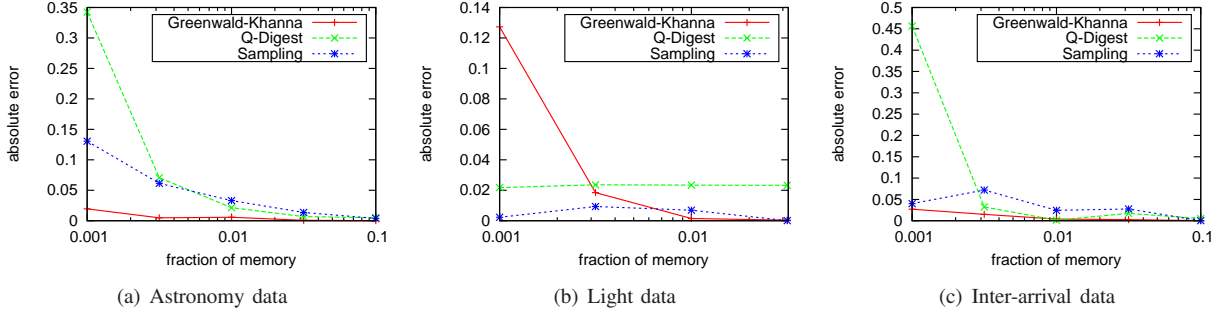 Greenwald-Khanna
Q-Digest
Sampling
0.35
0.3
0.25
0.2
0.15
0.1
0.05
0
absolute error
0.001
0.01
0.1
fraction of memory
(a) Astronomy data
Greenwald-Khanna
Q-Digest
Sampling
0.14
0.12
0.1
0.08
0.06
0.04
0.02
0
absolute error
0.001
0.01
fraction of memory
(b) Light data
Greenwald-Khanna
Q-Digest
Sampling
0.5
0.45
0.4
0.35
0.3
0.25
0.2
0.15
0.1
0.05
0
absolute error
0.001
0.01
0.1
fraction of memory
(c) Inter-arrival data